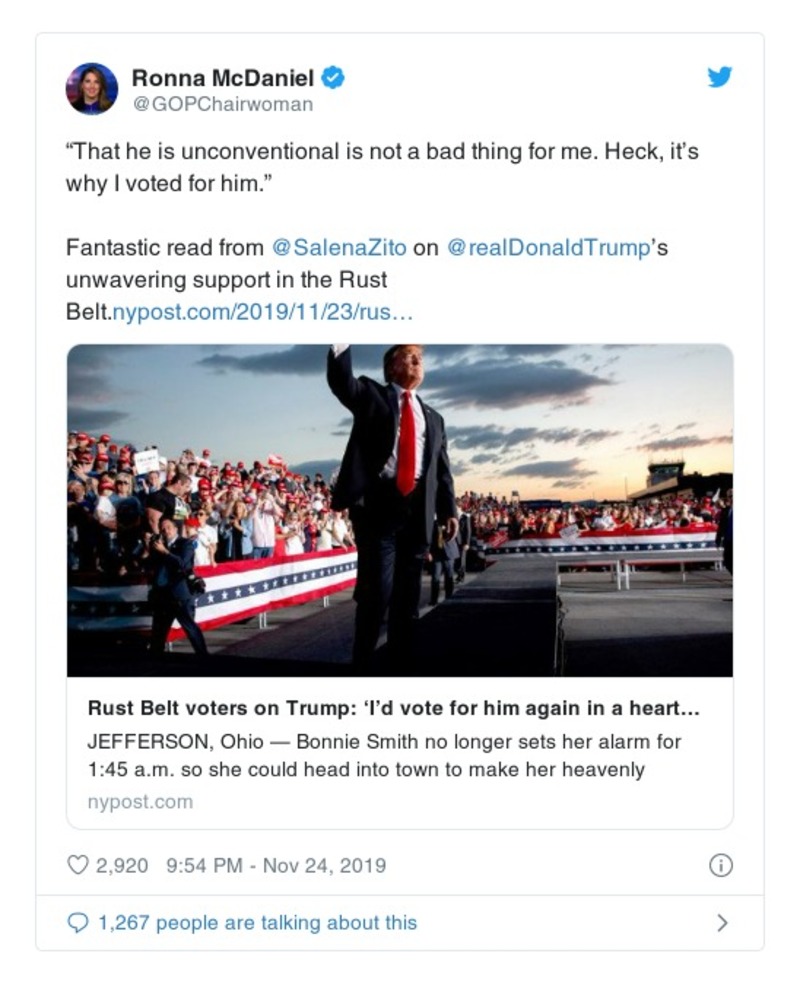 Ronna McDaniel
@GOPChairwoman
“That he is unconventional is not a bad thing for me. Heck, it’s
why I voted for him.”
Fantastic read from @SalenaZito on @realDonaldTrump’s
unwavering support in the Rust
Belt.nypost.com/2019/11/23/rus…
Rust Belt voters on Trump: ‘I’d vote for him again in a heart…
JEFFERSON, Ohio — Bonnie Smith no longer sets her alarm for
1:45 a.m. so she could head into town to make her heavenly
nypost.com
2,920 9:54 PM - Nov 24, 2019
1,267 people are talking about this